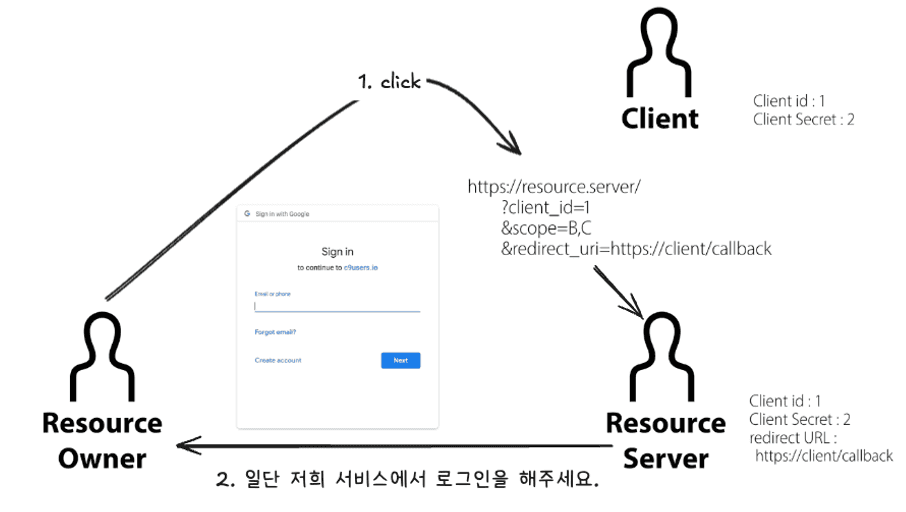 1. click
Client
Client id : 1
Client Secret : 2
https://resource.server/
?client_id=1
&scope=B,C
&redirect_uri=https://client/callback
Sign in with Google
Sign in
to continue to c9users.io
Email or phone
Forgot email?
Create account
Next
Resource
Owner
Resource
Server
Client id : 1
Client Secret : 2
redirect URL :
https://client/callback
2. 일단 저희 서비스에서 로그인을 해주세요.